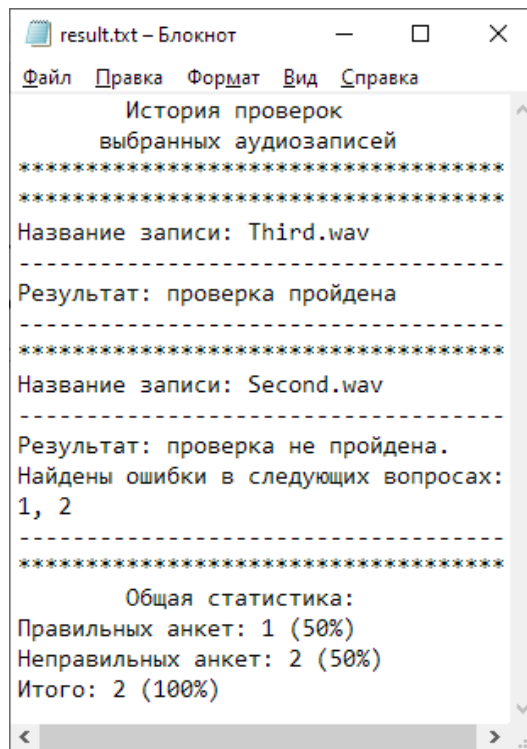 result.txt – Блокнот
Файл Правка Формат Вид Справка
История проверок
выбранных аудиозаписей
************************************
************************************
Название записи: Third.wav
------------------------------------
Результат: проверка пройдена
------------------------------------
************************************
Название записи: Second.wav
------------------------------------
Результат: проверка не пройдена.
Найдены ошибки в следующих вопросах:
1, 2
------------------------------------
************************************
Общая статистика:
Правильных анкет: 1 (50%)
Неправильных анкет: 2 (50%)
Итого: 2 (100%)